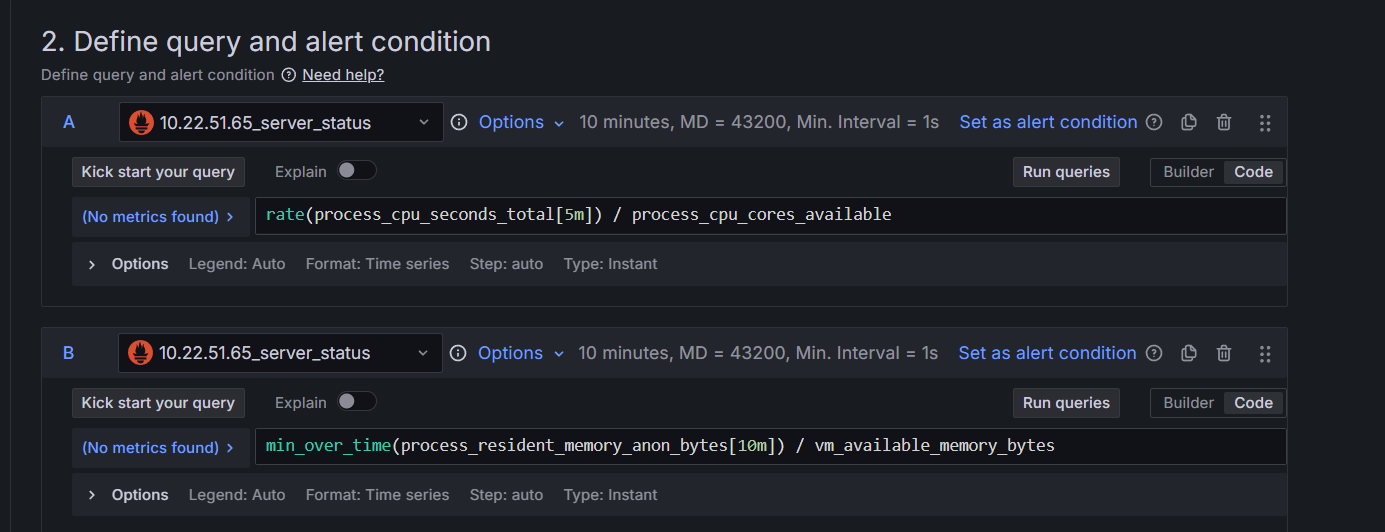 2. Define query and alert condition
Define query and alert condition Need help?
A 10.22.51.65_server_status Options 10 minutes, MD = 43200, Min. Interval = 1s Set as alert condition
Kick start your query Explain Run queries Builder Code
(No metrics found) > rate(process_cpu_seconds_total[5m]) / process_cpu_cores_available
> Options Legend: Auto Format: Time series Step: auto Type: Instant
B 10.22.51.65_server_status Options 10 minutes, MD = 43200, Min. Interval = 1s Set as alert condition
Kick start your query Explain Run queries Builder Code
(No metrics found) > min_over_time(process_resident_memory_anon_bytes[10m]) / vm_available_memory_bytes
> Options Legend: Auto Format: Time series Step: auto Type: Instant